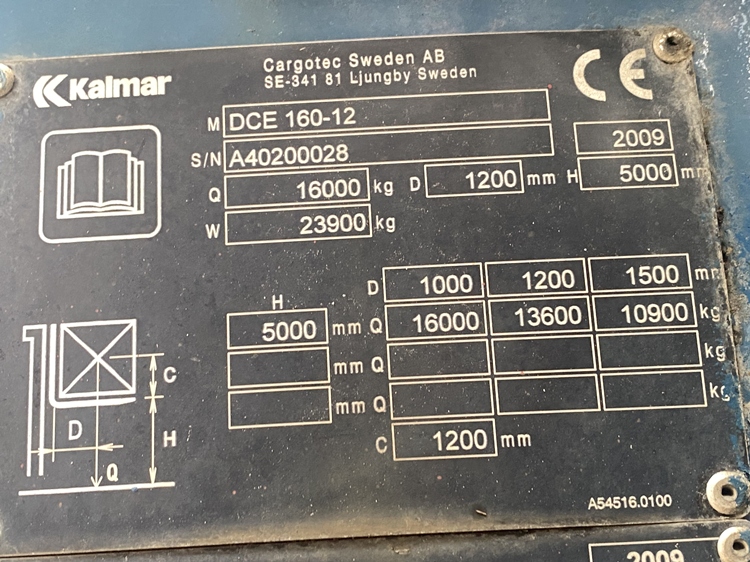 Kalmar
Cargotec Sweden AB
SE-341 81 Ljungby Sweden
CE
M DCE 160-12
S/N A40200028 2009
Q 16000 kg D 1200 mm H 5000 mm
W 23900 kg
H D 1000 1200 1500 mm
5000 mm Q 16000 13600 10900 kg
mm Q kg
mm Q kg
C 1200 mm
C
D H
Q
A54516.0100
2009